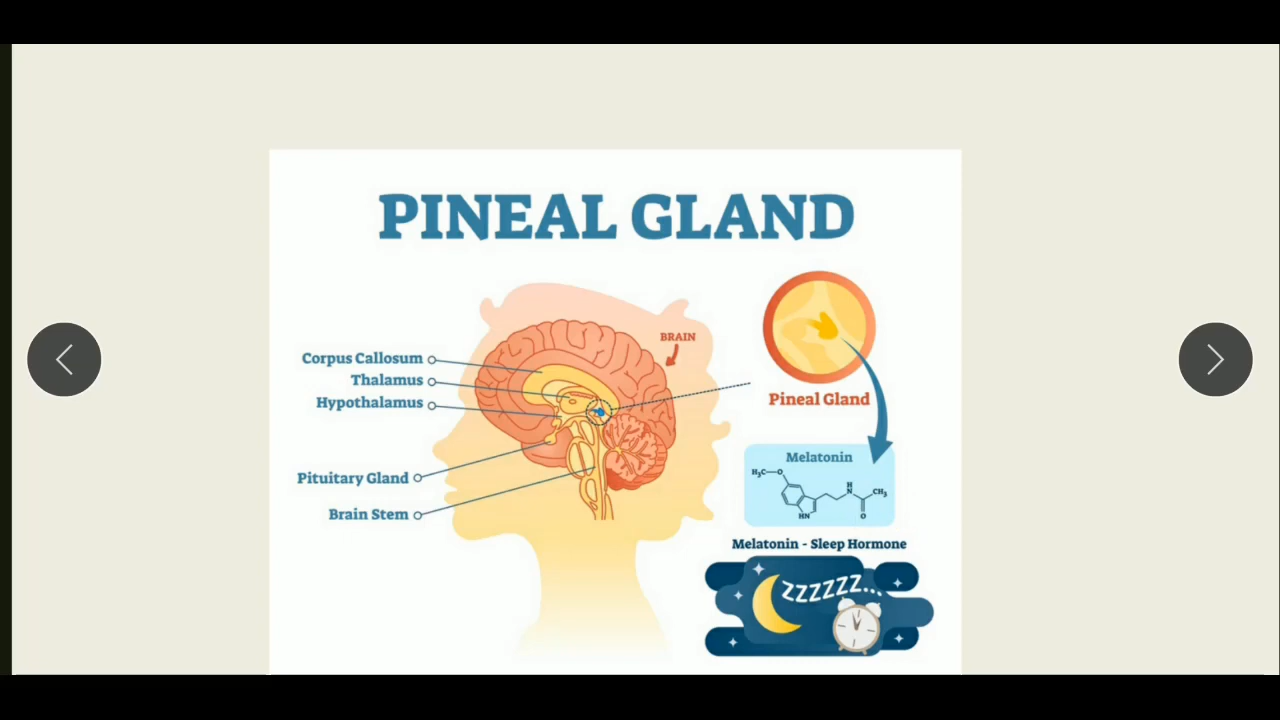 PINEAL GLAND
BRAIN
Corpus Callosum
Thalamus
Hypothalamus
Pituitary Gland
Brain Stem
Pineal Gland
Melatonin
H₃C
O
H
N
CH₃
HN
O
Melatonin - Sleep Hormone
ZZZZZZ...